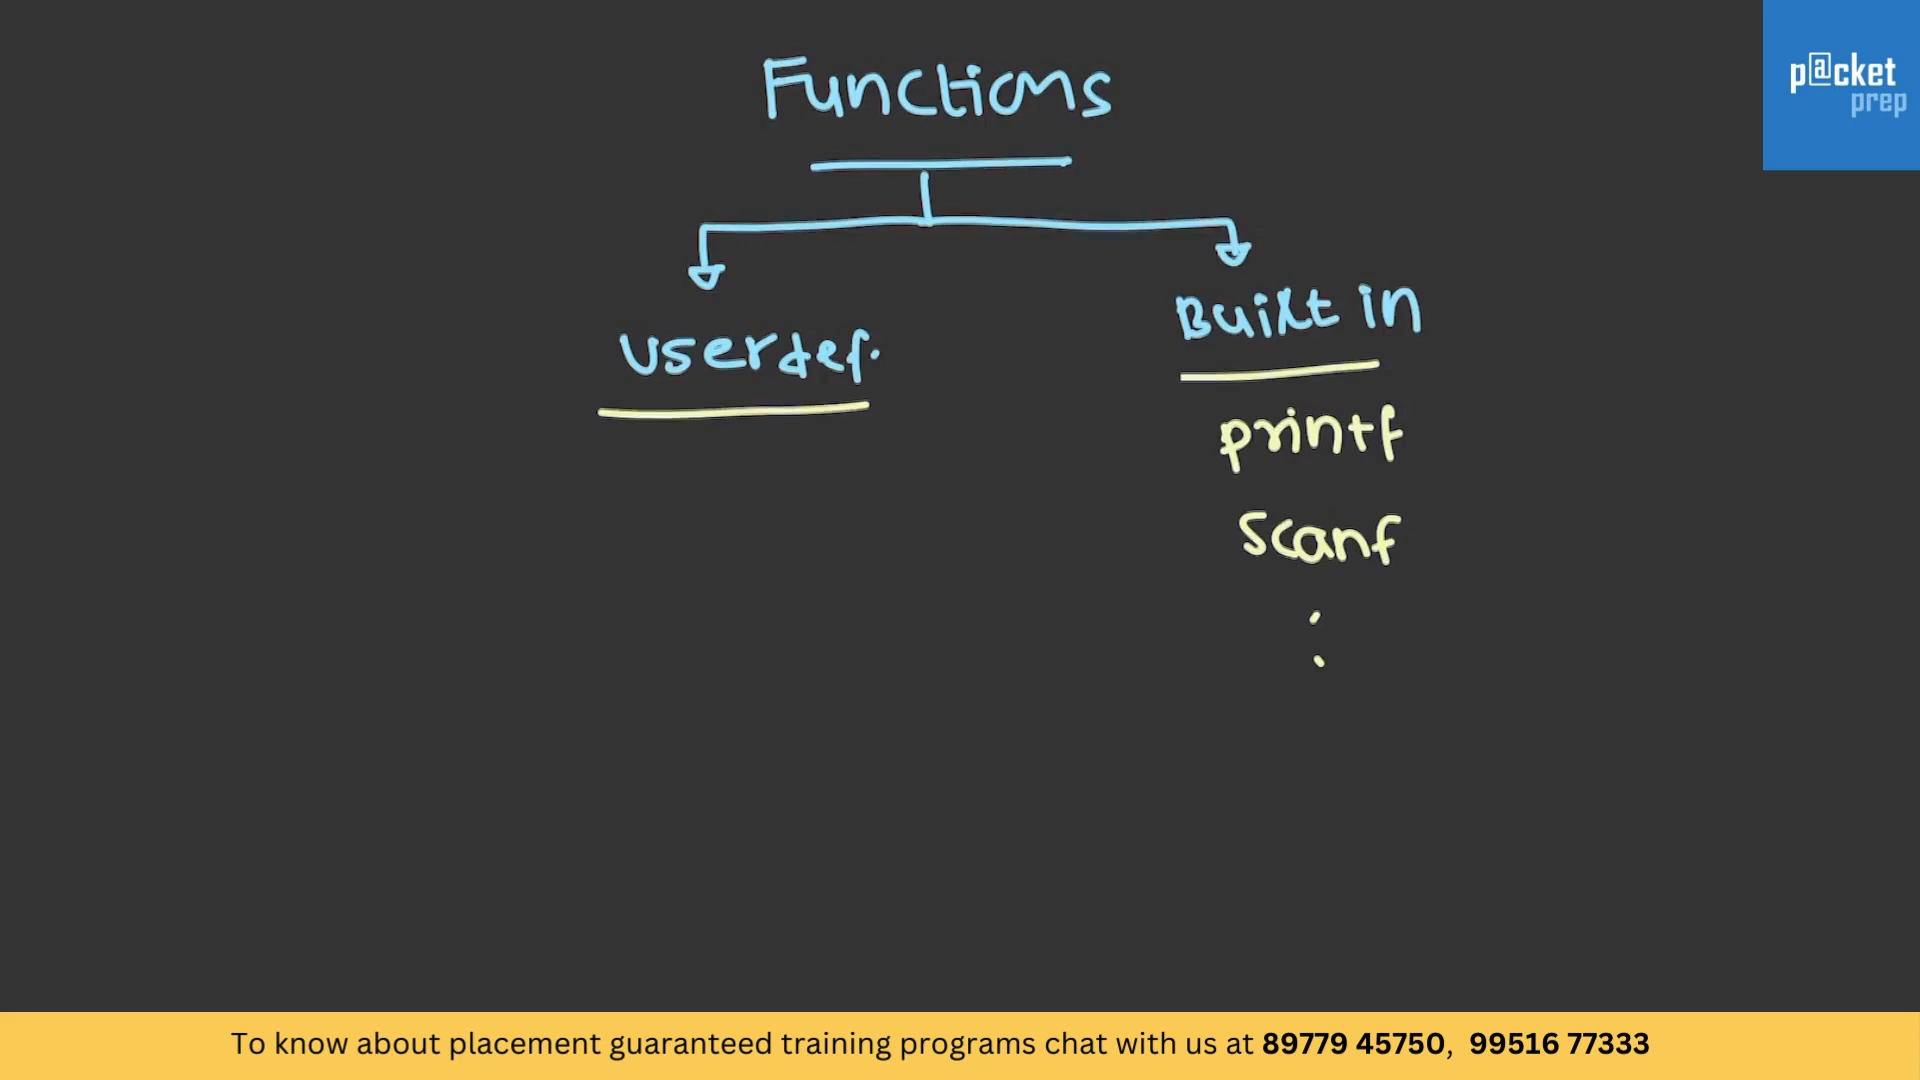 Functions
p@cket
prep
Userdef.
Built in
printf
scanf
:
To know about placement guaranteed training programs chat with us at 89779 45750, 99516 77333